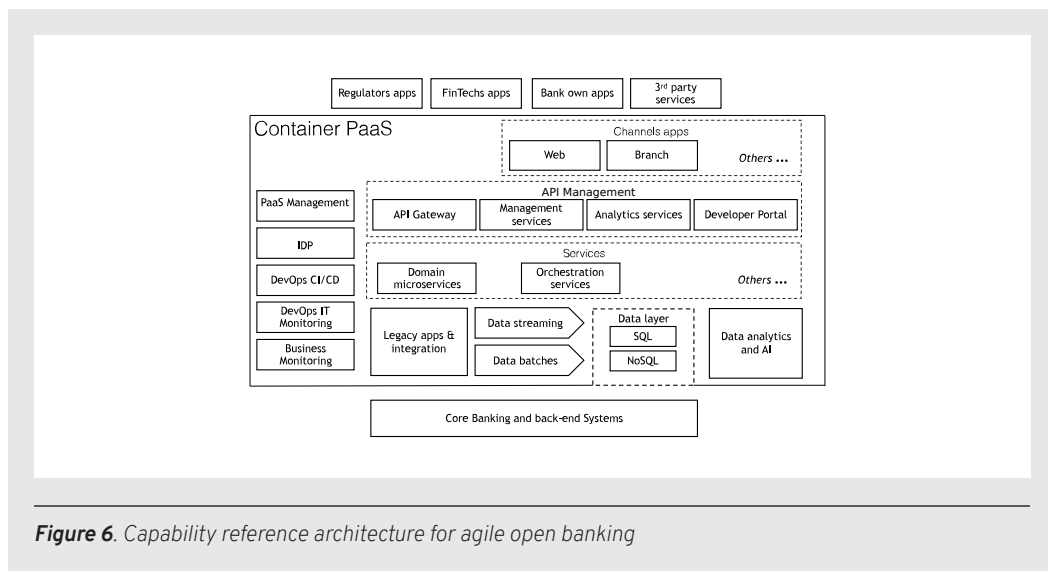 Regulators apps
FinTechs apps
Bank own apps
3rd party
services
Container PaaS
Channels apps
Web
Branch
Others ...
PaaS Management
IDP
DevOps CI/CD
DevOps IT
Monitoring
Business
Monitoring
API Management
API Gateway
Management
services
Analytics services
Developer Portal
Services
Domain
microservices
Orchestration
services
Others ...
Legacy apps &
integration
Data streaming
Data batches
Data layer
SQL
NoSQL
Data analytics
and AI
Core Banking and back-end Systems
Figure 6. Capability reference architecture for agile open banking